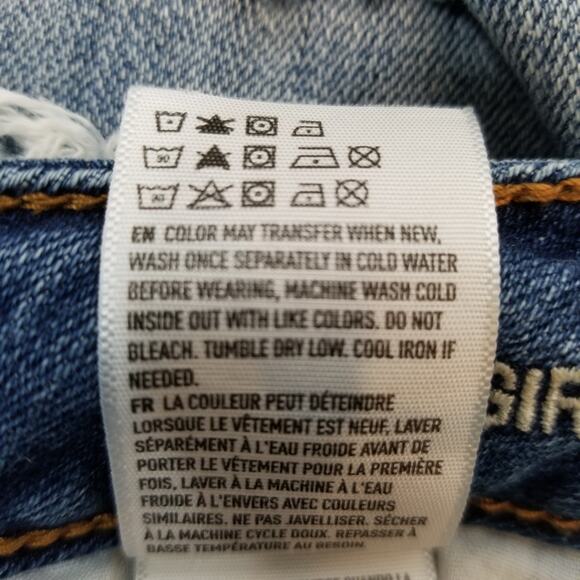 EN COLOR MAY TRANSFER WHEN NEW,
WASH ONCE SEPARATELY IN COLD WATER
BEFORE WEARING, MACHINE WASH COLD
INSIDE OUT WITH LIKE COLORS. DO NOT
BLEACH. TUMBLE DRY LOW. COOL IRON IF
NEEDED.
FR LA COULEUR PEUT DÉTEINDRE
LORSQUE LE VÊTEMENT EST NEUF, LAVER
SÉPARÉMENT À L'EAU FROIDE AVANT DE
PORTER LE VÊTEMENT POUR LA PREMIÈRE
FOIS, LAVER À LA MACHINE À L'EAU
FROIDE À L'ENVERS AVEC COULEURS
SIMILAIRES. NE PAS JAVELLISER. SÉCHER
À LA MACHINE CYCLE DOUX. REPASSER À
BASSE TEMPÉRATURE AU BESOIN.
GIR